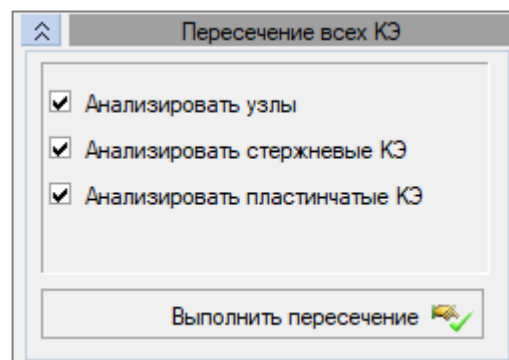 Пересечение всех КЭ
Анализировать узлы
Анализировать стержневые КЭ
Анализировать пластинчатые КЭ
Выполнить пересечение